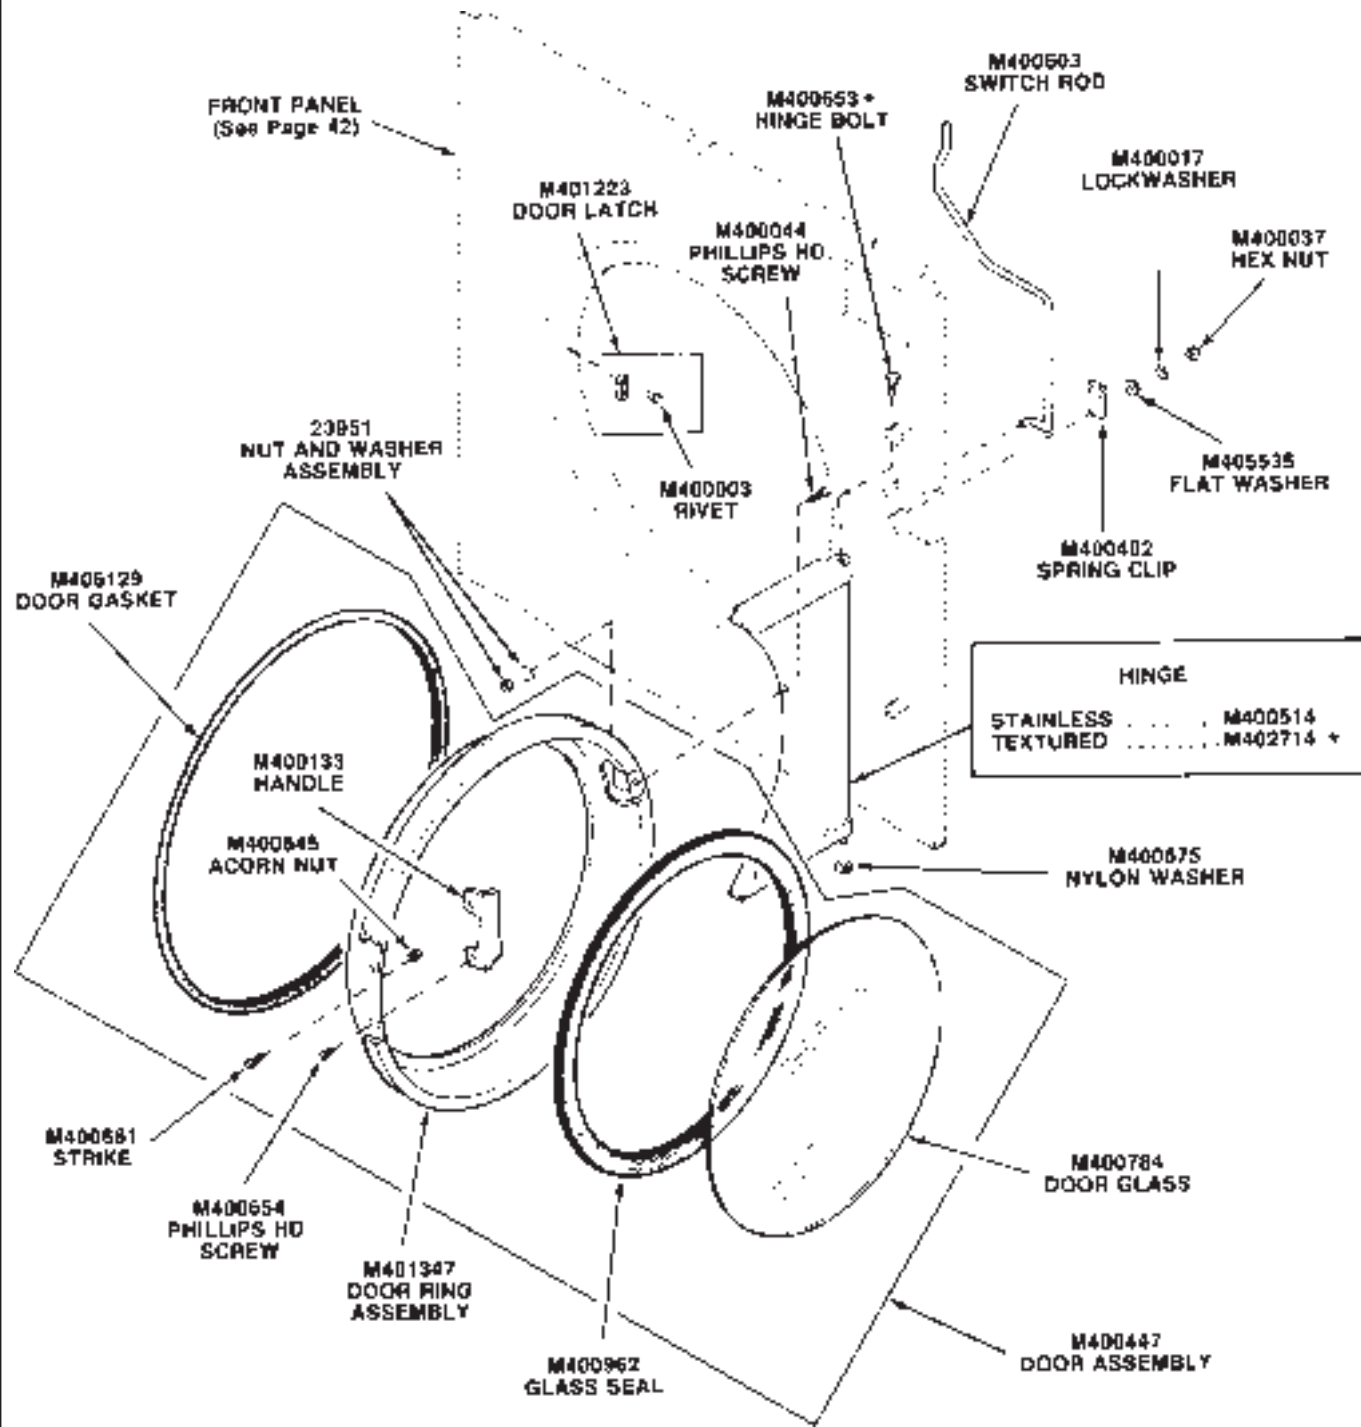 M400603
SWITCH ROD
M400653 *
HINGE BOLT
FRONT PANEL
(See Page 42)
M400017
LOCKWASHER
M401223
DOOR LATCH
M400044
PHILLIPS HD.
SCREW
M400037
HEX NUT
23951
NUT AND WASHER
ASSEMBLY
M400003
RIVET
M405535
FLAT WASHER
M400402
SPRING CLIP
M406129
DOOR GASKET
HINGE
STAINLESS . . . . . M400514
TEXTURED . . . . . . . M402714 *
M400133
HANDLE
M400645
ACORN NUT
M400675
NYLON WASHER
M400661
STRIKE
M400784
DOOR GLASS
M400654
PHILLIPS HD
SCREW
M401347
DOOR RING
ASSEMBLY
M400962
GLASS SEAL
M400447
DOOR ASSEMBLY